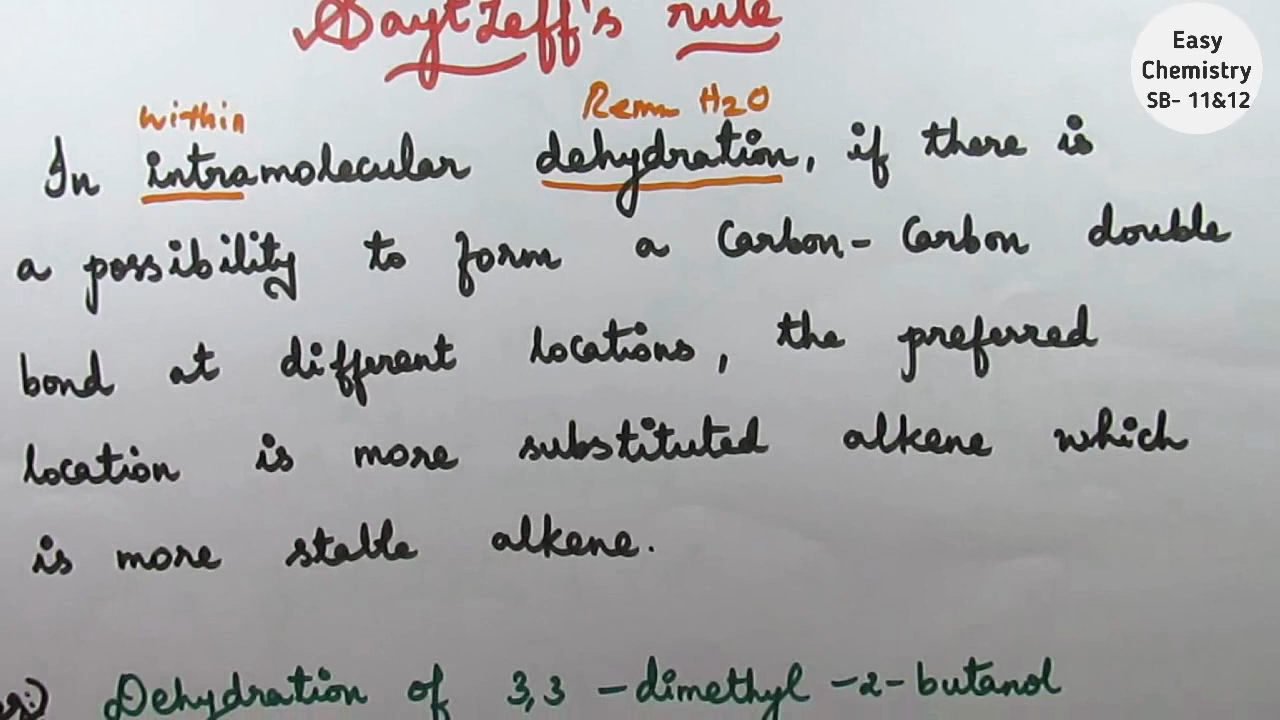 Saytzeff's rule
Easy
Chemistry
SB- 11&12
within
Rem H2O
In intramolecular dehydration, if there is
a possibility to form a Carbon-Carbon double
bond at different locations, the preferred
location is more substituted alkene which
is more stable alkene.
Dehydration of 3,3-dimethyl-2-butanol